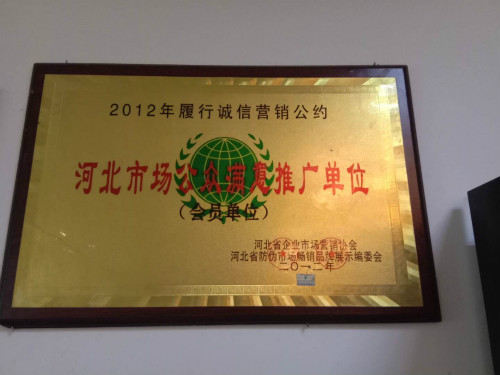 2012年履行诚信营销公约
河北市场公众满意推广单位
（会员单位）
河北省企业市场营销协会
河北省防伪市场畅销品牌展示编委会
二〇一二年